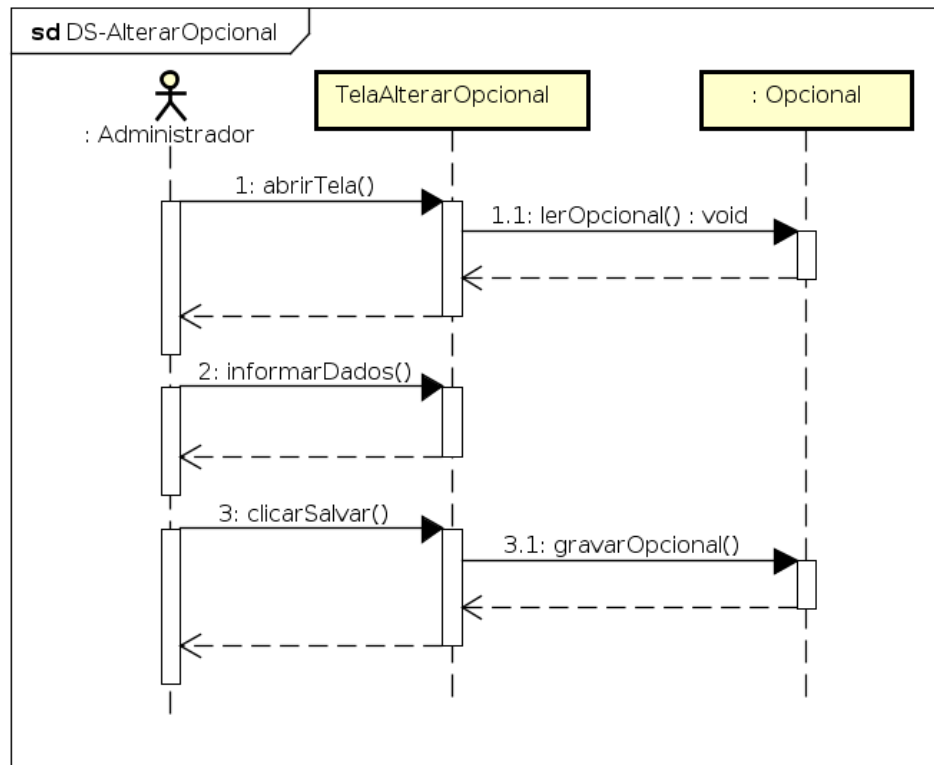 sd DS-AlterarOpcional
TelaAlterarOpcional
: Opcional
: Administrador
1: abrirTela()
1.1: lerOpcional() : void
2: informarDados()
3: clicarSalvar()
3.1: gravarOpcional()